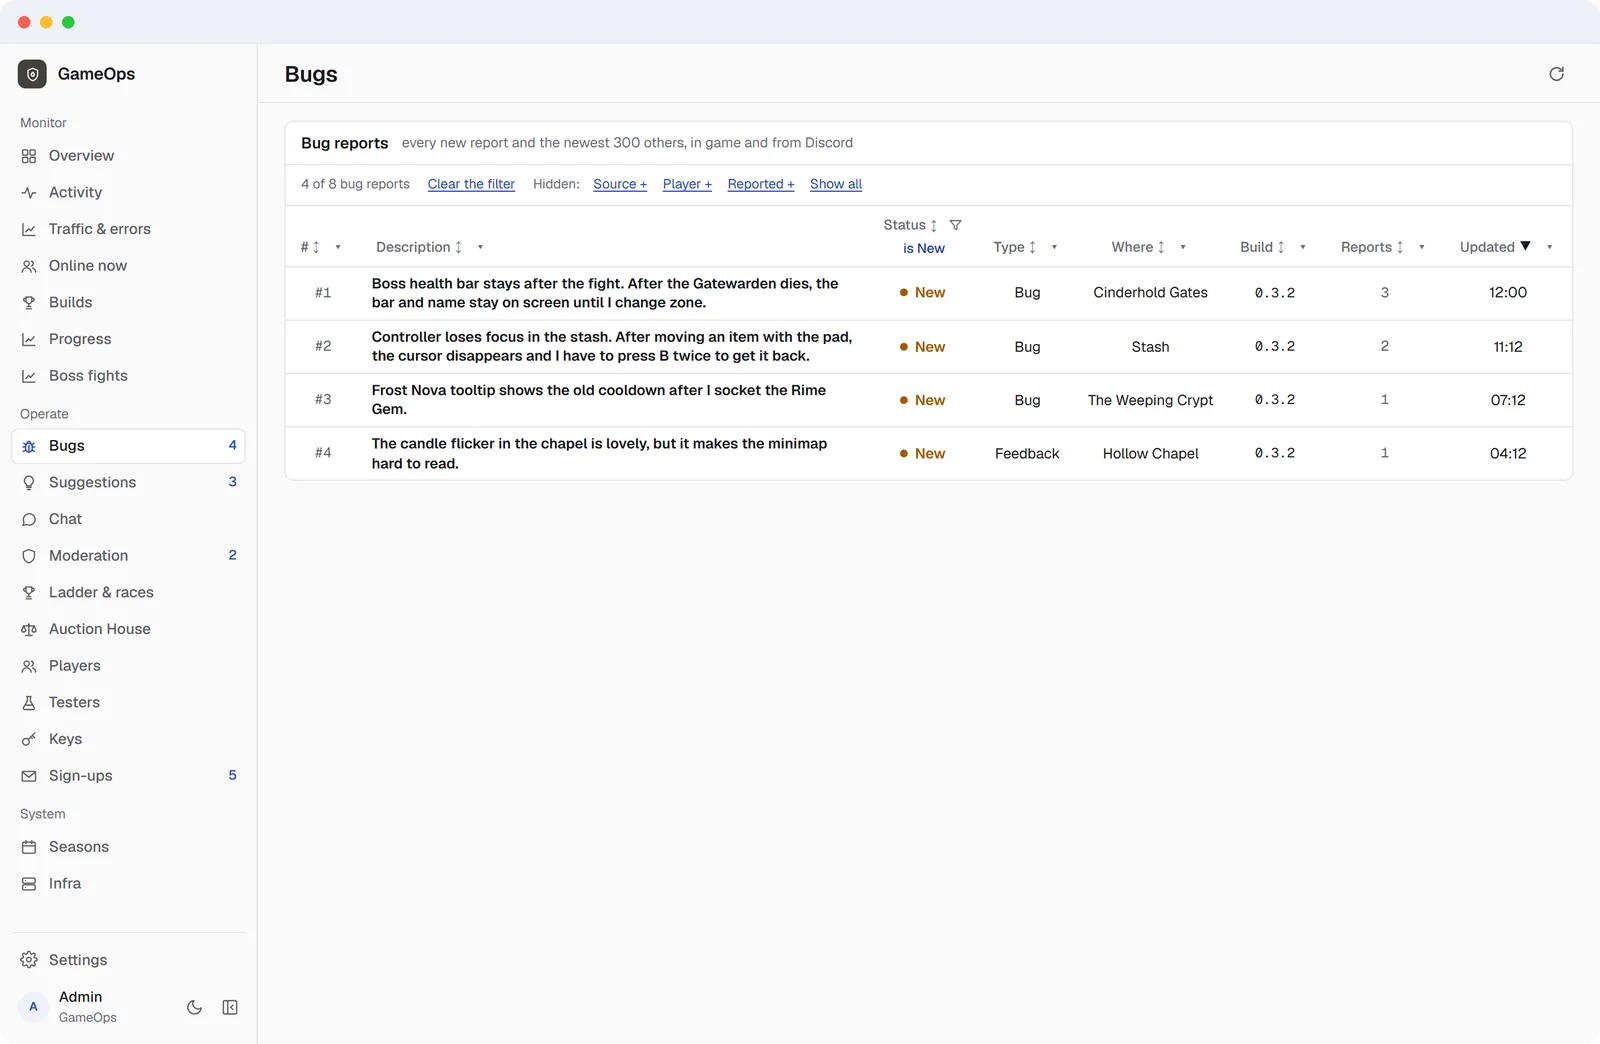 GameOps
Monitor
Overview
Activity
Traffic & errors
Online now
Builds
Progress
Boss fights
Operate
Bugs 4
Suggestions 3
Chat
Moderation 2
Ladder & races
Auction House
Players
Testers
Keys
Sign-ups 5
System
Seasons
Infra
Settings
A
Admin
GameOps
Bugs
Bug reports every new report and the newest 300 others, in game and from Discord
4 of 8 bug reports Clear the filter Hidden: Source + Player + Reported + Show all
# Description Status is New Type Where Build Reports Updated
#1 Boss health bar stays after the fight. After the Gatewarden dies, the
bar and name stay on screen until I change zone. New Bug Cinderhold Gates 0.3.2 3 12:00
#2 Controller loses focus in the stash. After moving an item with the pad,
the cursor disappears and I have to press B twice to get it back. New Bug Stash 0.3.2 2 11:12
#3 Frost Nova tooltip shows the old cooldown after I socket the Rime
Gem. New Bug The Weeping Crypt 0.3.2 1 07:12
#4 The candle flicker in the chapel is lovely, but it makes the minimap
hard to read. New Feedback Hollow Chapel 0.3.2 1 04:12